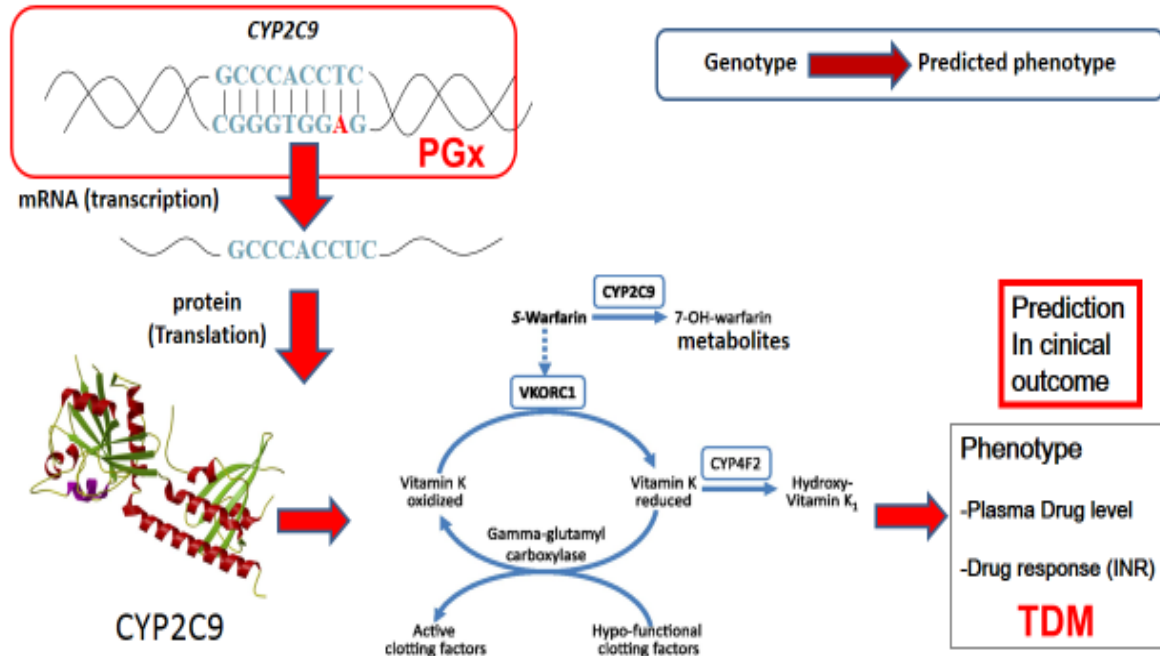 CYP2C9
GCCCACCTC
CGGGTGGAG
PGx
Genotype
Predicted phenotype
mRNA (transcription)
GCCCACCUC
protein
(Translation)
CYP2C9
CYP2C9
S-Warfarin
7-OH-warfarin
metabolites
VKORC1
Vitamin K
oxidized
Vitamin K
reduced
CYP4F2
Hydroxy-
Vitamin K1
Gamma-glutamyl
carboxylase
Active
clotting factors
Hypo-functional
clotting factors
Prediction
In cinical
outcome
Phenotype
-Plasma Drug level
-Drug response (INR)
TDM